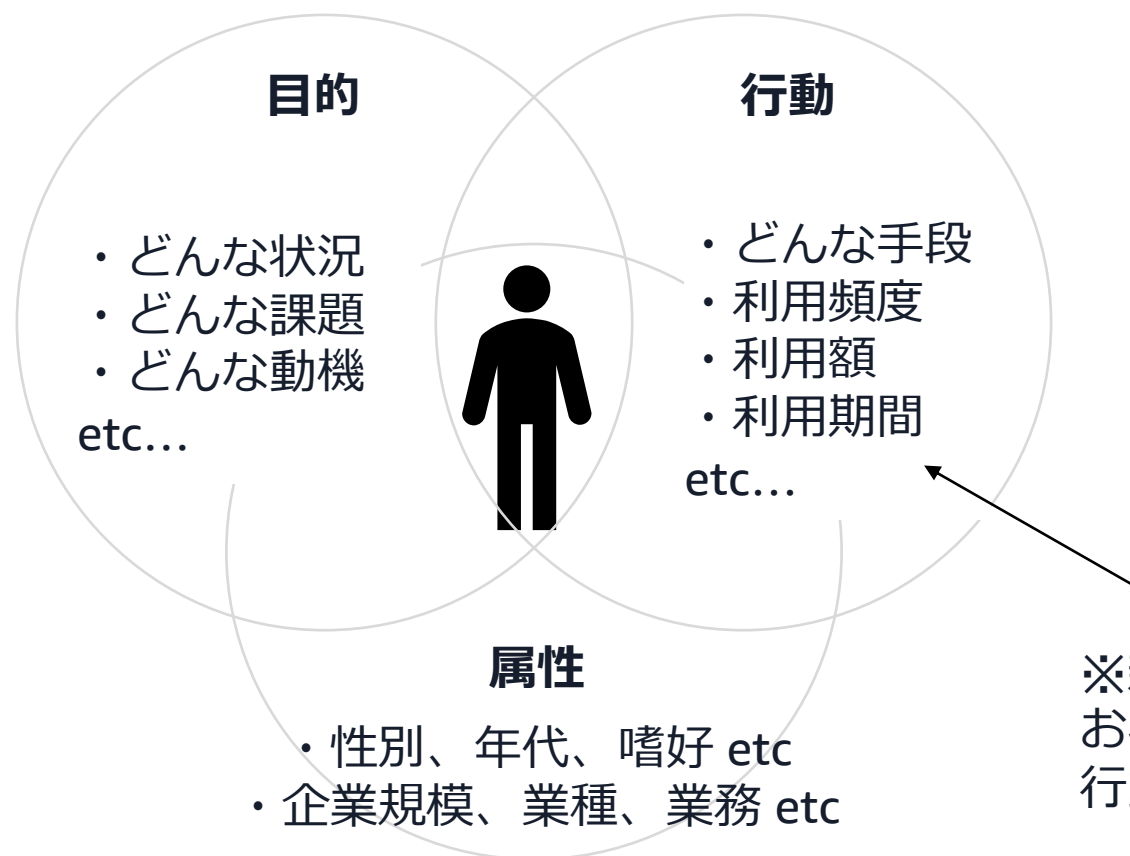 目的
・どんな状況
・どんな課題
・どんな動機
etc…
行動
・どんな手段
・利用頻度
・利用額
・利用期間
etc…
属性
・性別、年代、嗜好 etc
・企業規模、業種、業務 etc
※
お
行